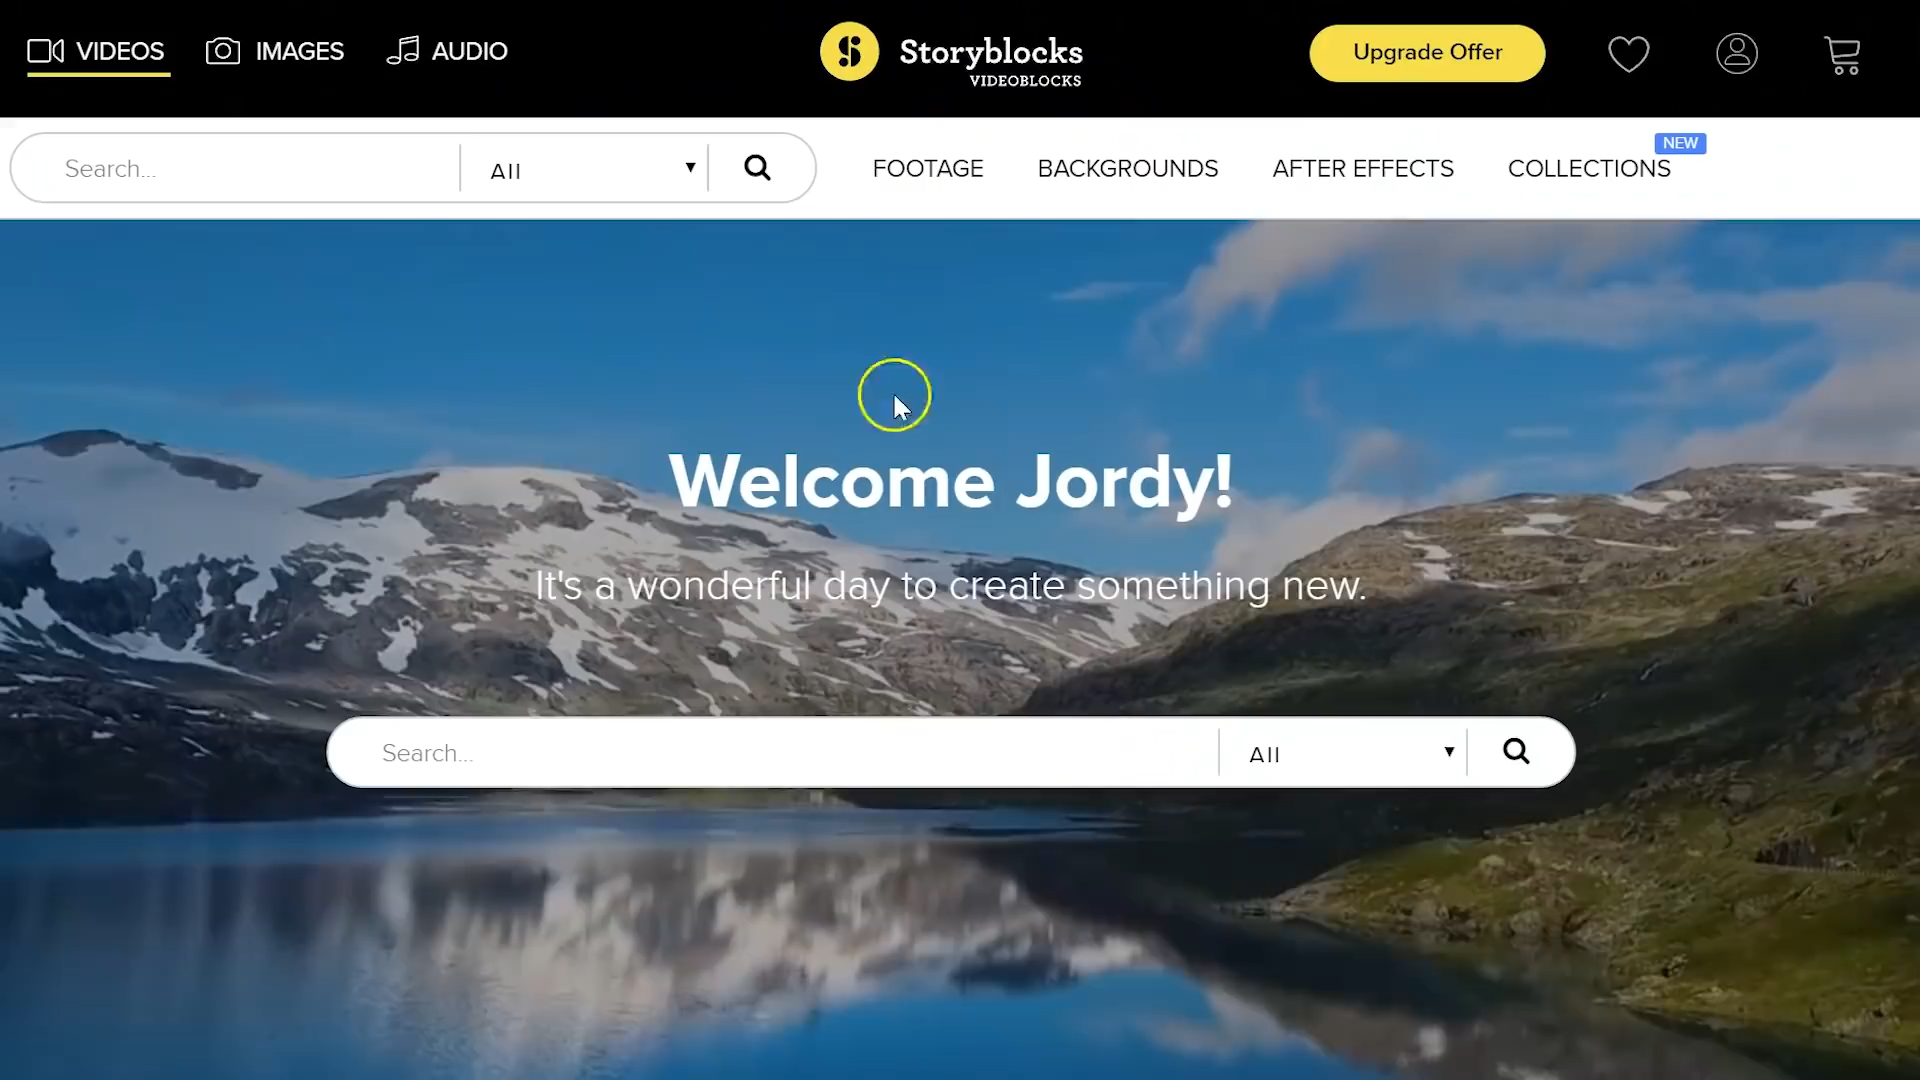 VIDEOS IMAGES AUDIO Storyblocks Upgrade Offer
VIDEOBLOCKS
NEW
Search... All FOOTAGE BACKGROUNDS AFTER EFFECTS COLLECTIONS
Welcome Jordy!
It's a wonderful day to create something new.
Search... All